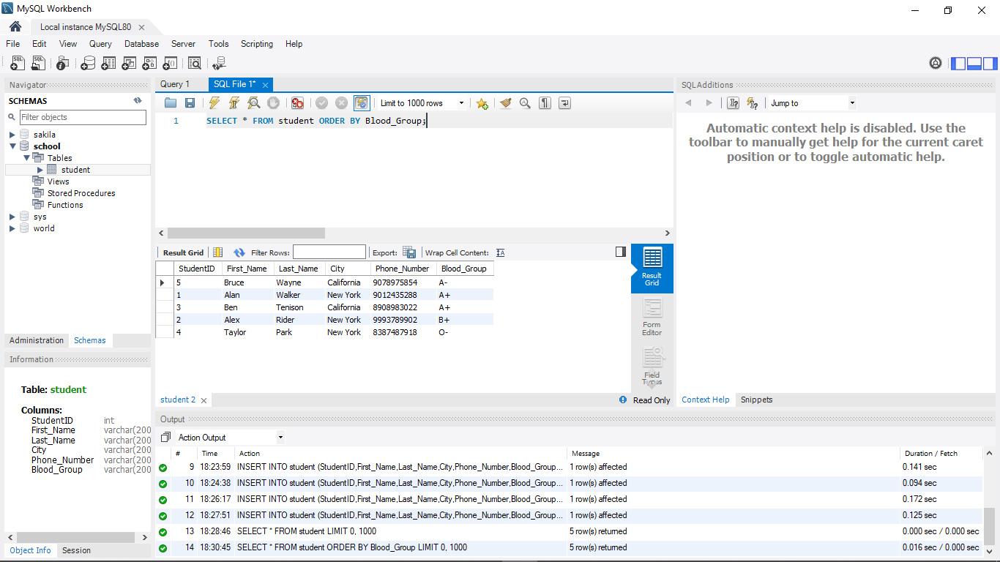 MySQL Workbench
Local instance MySQL80
File Edit View Query Database Server Tools Scripting Help
Navigator
SCHEMAS
Filter objects
sakila
school
Tables
student
Views
Stored Procedures
Functions
sys
world
Administration Schemas
Information
Table: student
Columns:
StudentID int
First_Name varchar(200
Last_Name varchar(200
City varchar(200
Phone_Number varchar(200
Blood_Group varchar(200
Object Info Session
Query 1 SQL File 1*
Limit to 1000 rows
1 SELECT * FROM student ORDER BY Blood_Group;
Result Grid Filter Rows: Export: Wrap Cell Content:
StudentID First_Name Last_Name City Phone_Number Blood_Group
5 Bruce Wayne California 9078975854 A-
1 Alan Walker New York 9012435288 A+
3 Ben Tenison California 8908983022 A+
2 Alex Rider New York 9993789902 B+
4 Taylor Park New York 8387487918 O-
Result
Grid
Form
Editor
Field
Types
student 2 Read Only
SQLAdditions
Jump to
Automatic context help is disabled. Use the
toolbar to manually get help for the current caret
position or to toggle automatic help.
Context Help Snippets
Output
Action Output
# Time Action Message Duration / Fetch
9 18:23:59 INSERT INTO student (StudentID,First_Name,Last_Name,City,Phone_Number,Blood_Group... 1 row(s) affected 0.141 sec
10 18:24:38 INSERT INTO student (StudentID,First_Name,Last_Name,City,Phone_Number,Blood_Group... 1 row(s) affected 0.094 sec
11 18:26:17 INSERT INTO student (StudentID,First_Name,Last_Name,City,Phone_Number,Blood_Group... 1 row(s) affected 0.172 sec
12 18:27:51 INSERT INTO student (StudentID,First_Name,Last_Name,City,Phone_Number,Blood_Group... 1 row(s) affected 0.125 sec
13 18:28:46 SELECT * FROM student LIMIT 0, 1000 5 row(s) returned 0.000 sec / 0.000 sec
14 18:30:45 SELECT * FROM student ORDER BY Blood_Group LIMIT 0, 1000 5 row(s) returned 0.016 sec / 0.000 sec